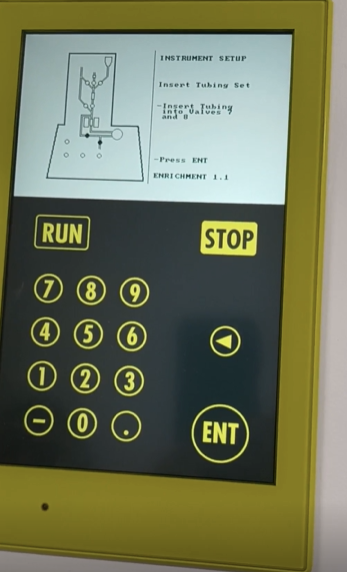 INSTRUMENT SETUP
Insert Tubing Set
-Insert Tubing
into Valves 7
and 8
-Press ENT
ENRICHMENT 1.1
RUN
STOP
7 8 9
4 5 6
1 2 3
- 0 .
ENT